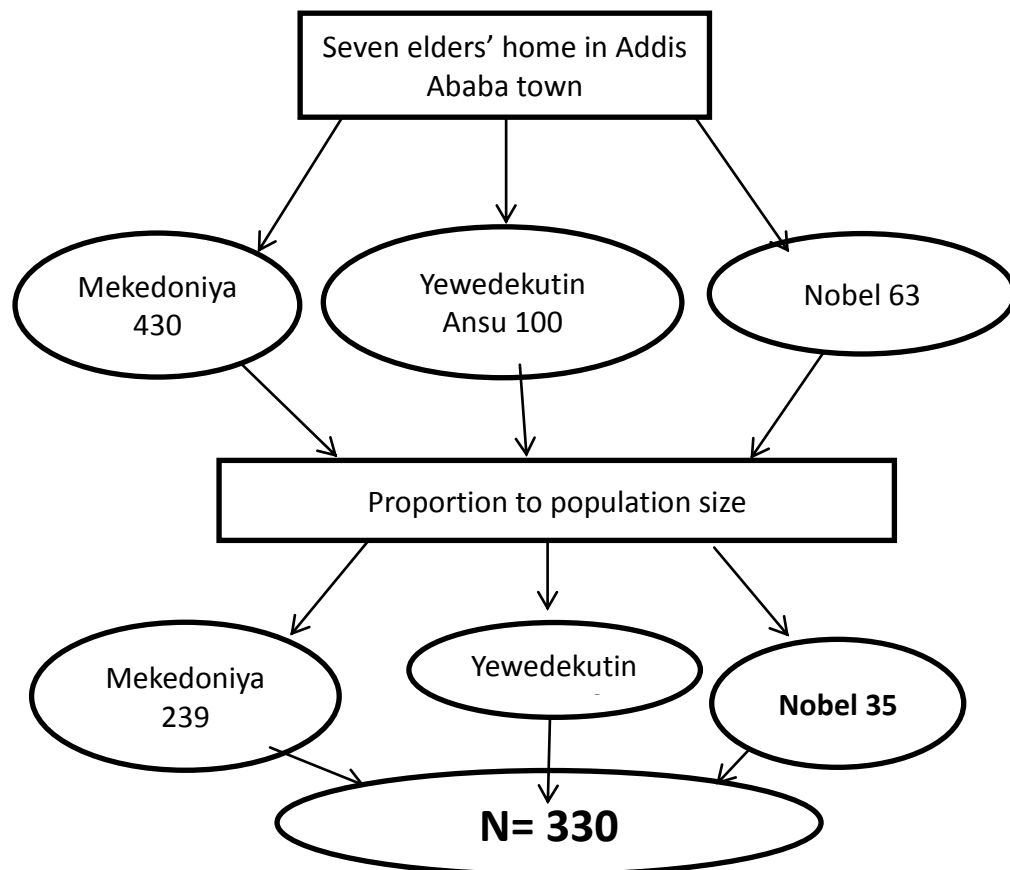 Seven elders’ home in Addis
Ababa town
Mekedoniya
430
Yewedekutin
Ansu 100
Nobel 63
Proportion to population size
Mekedoniya
239
Yewedekutin
Nobel 35
N= 330